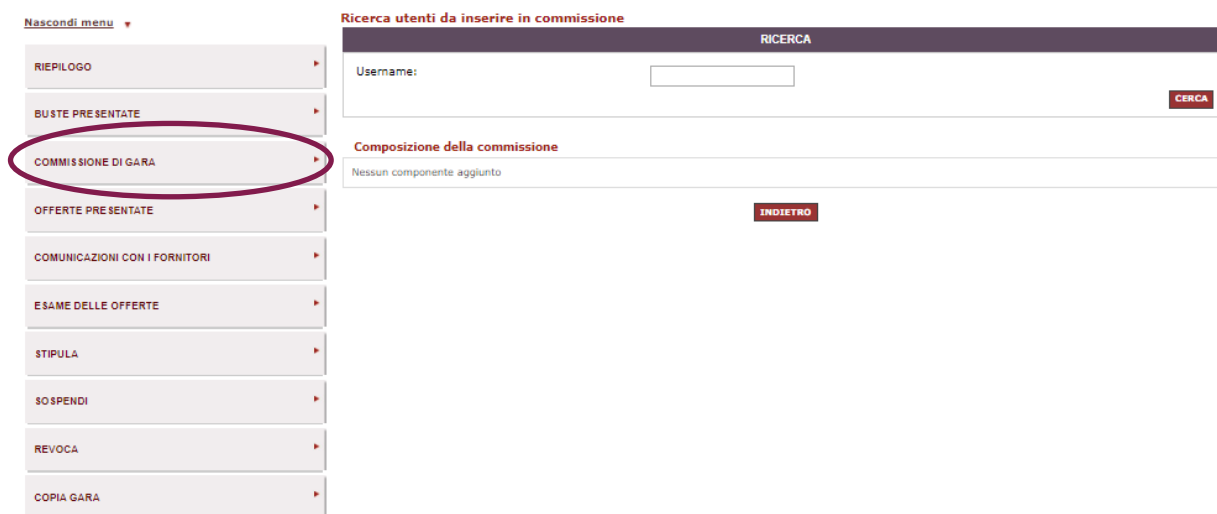 Nascondi menu
RIEPILOGO
BUSTE PRESENTATE
COMMISSIONE DI GARA
OFFERTE PRESENTATE
COMUNICAZIONI CON I FORNITORI
ESAME DELLE OFFERTE
STIPULA
SOSPENDI
REVOCA
COPIA GARA
Ricerca utenti da inserire in commissione
RICERCA
Username:
CERCA
Composizione della commissione
Nessun componente aggiunto
INDIETRO